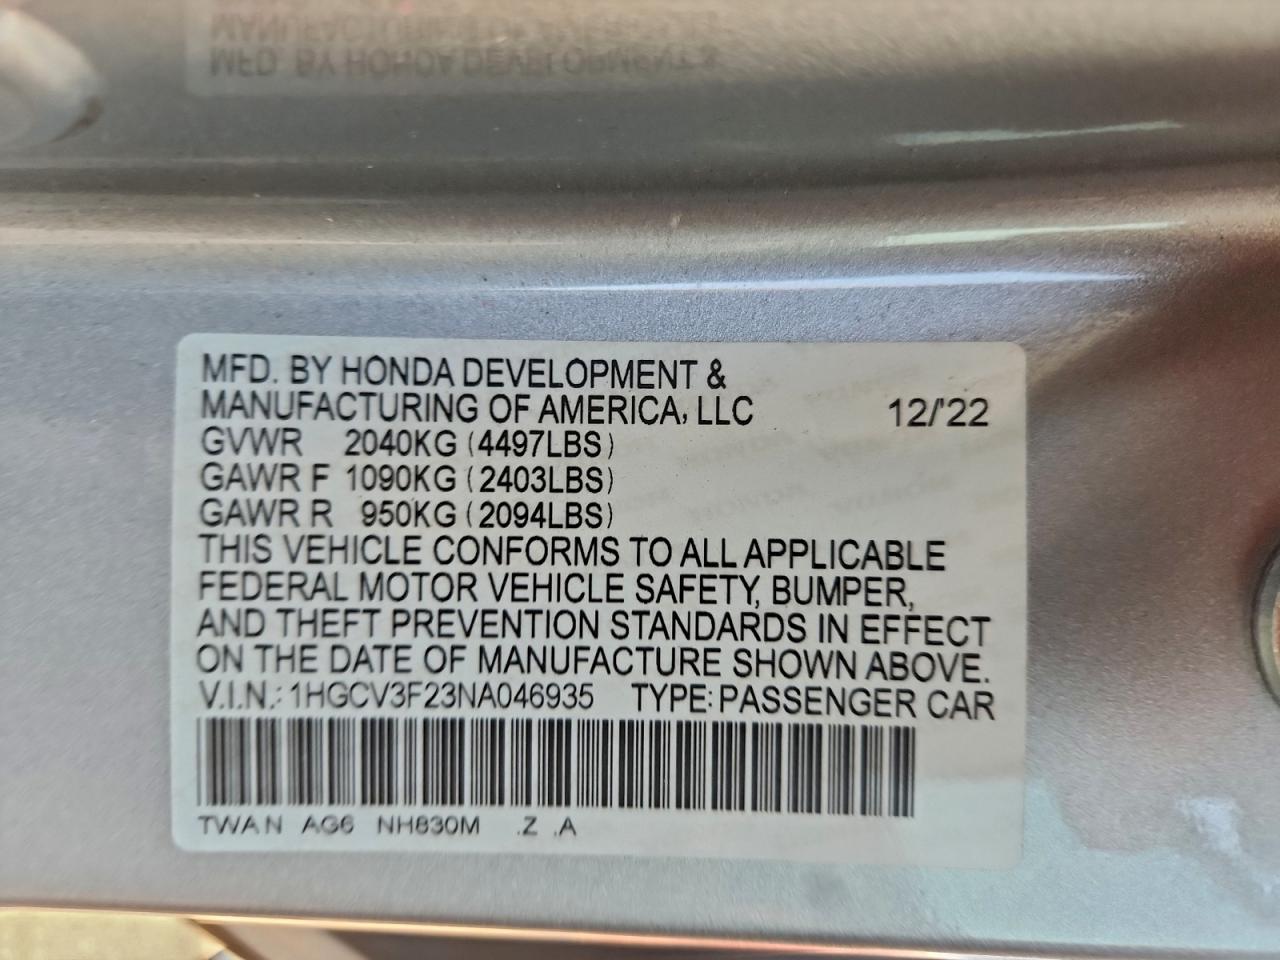 MFD. BY HONDA DEVELOPMENT &
MANUFACTURING OF AMERICA, LLC 12/'22
GVWR 2040KG (4497LBS)
GAWR F 1090KG (2403LBS)
GAWR R 950KG (2094LBS)
THIS VEHICLE CONFORMS TO ALL APPLICABLE
FEDERAL MOTOR VEHICLE SAFETY, BUMPER,
AND THEFT PREVENTION STANDARDS IN EFFECT
ON THE DATE OF MANUFACTURE SHOWN ABOVE.
V.I.N.: 1HGCV3F23NA046935 TYPE: PASSENGER CAR
TWAN AG6 NH830M .Z .A